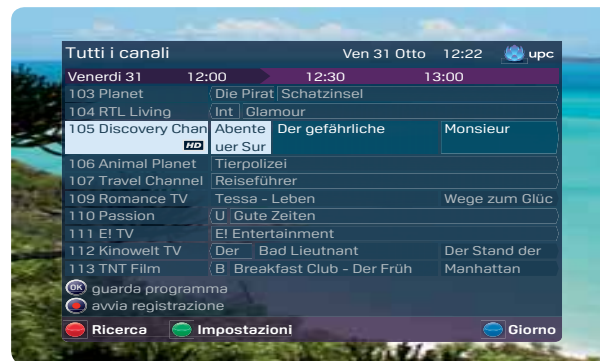 Tutti i canali Ven 31 Otto 12:22 upc
Venerdi 31 12:00 12:30 13:00
103 Planet Die Pirat Schatzinsel
104 RTL Living Int Glamour
105 Discovery Chan Abente Der gefährliche Monsieur
HD uer Sur
106 Animal Planet Tierpolizei
107 Travel Channel Reiseführer
109 Romance TV Tessa - Leben Wege zum Glüc
110 Passion U Gute Zeiten
111 E! TV E! Entertainment
112 Kinowelt TV Der Bad Lieutnant Der Stand der
113 TNT Film B Breakfast Club - Der Früh Manhattan
OK guarda programma
avvia registrazione
Ricerca Impostazioni Giorno